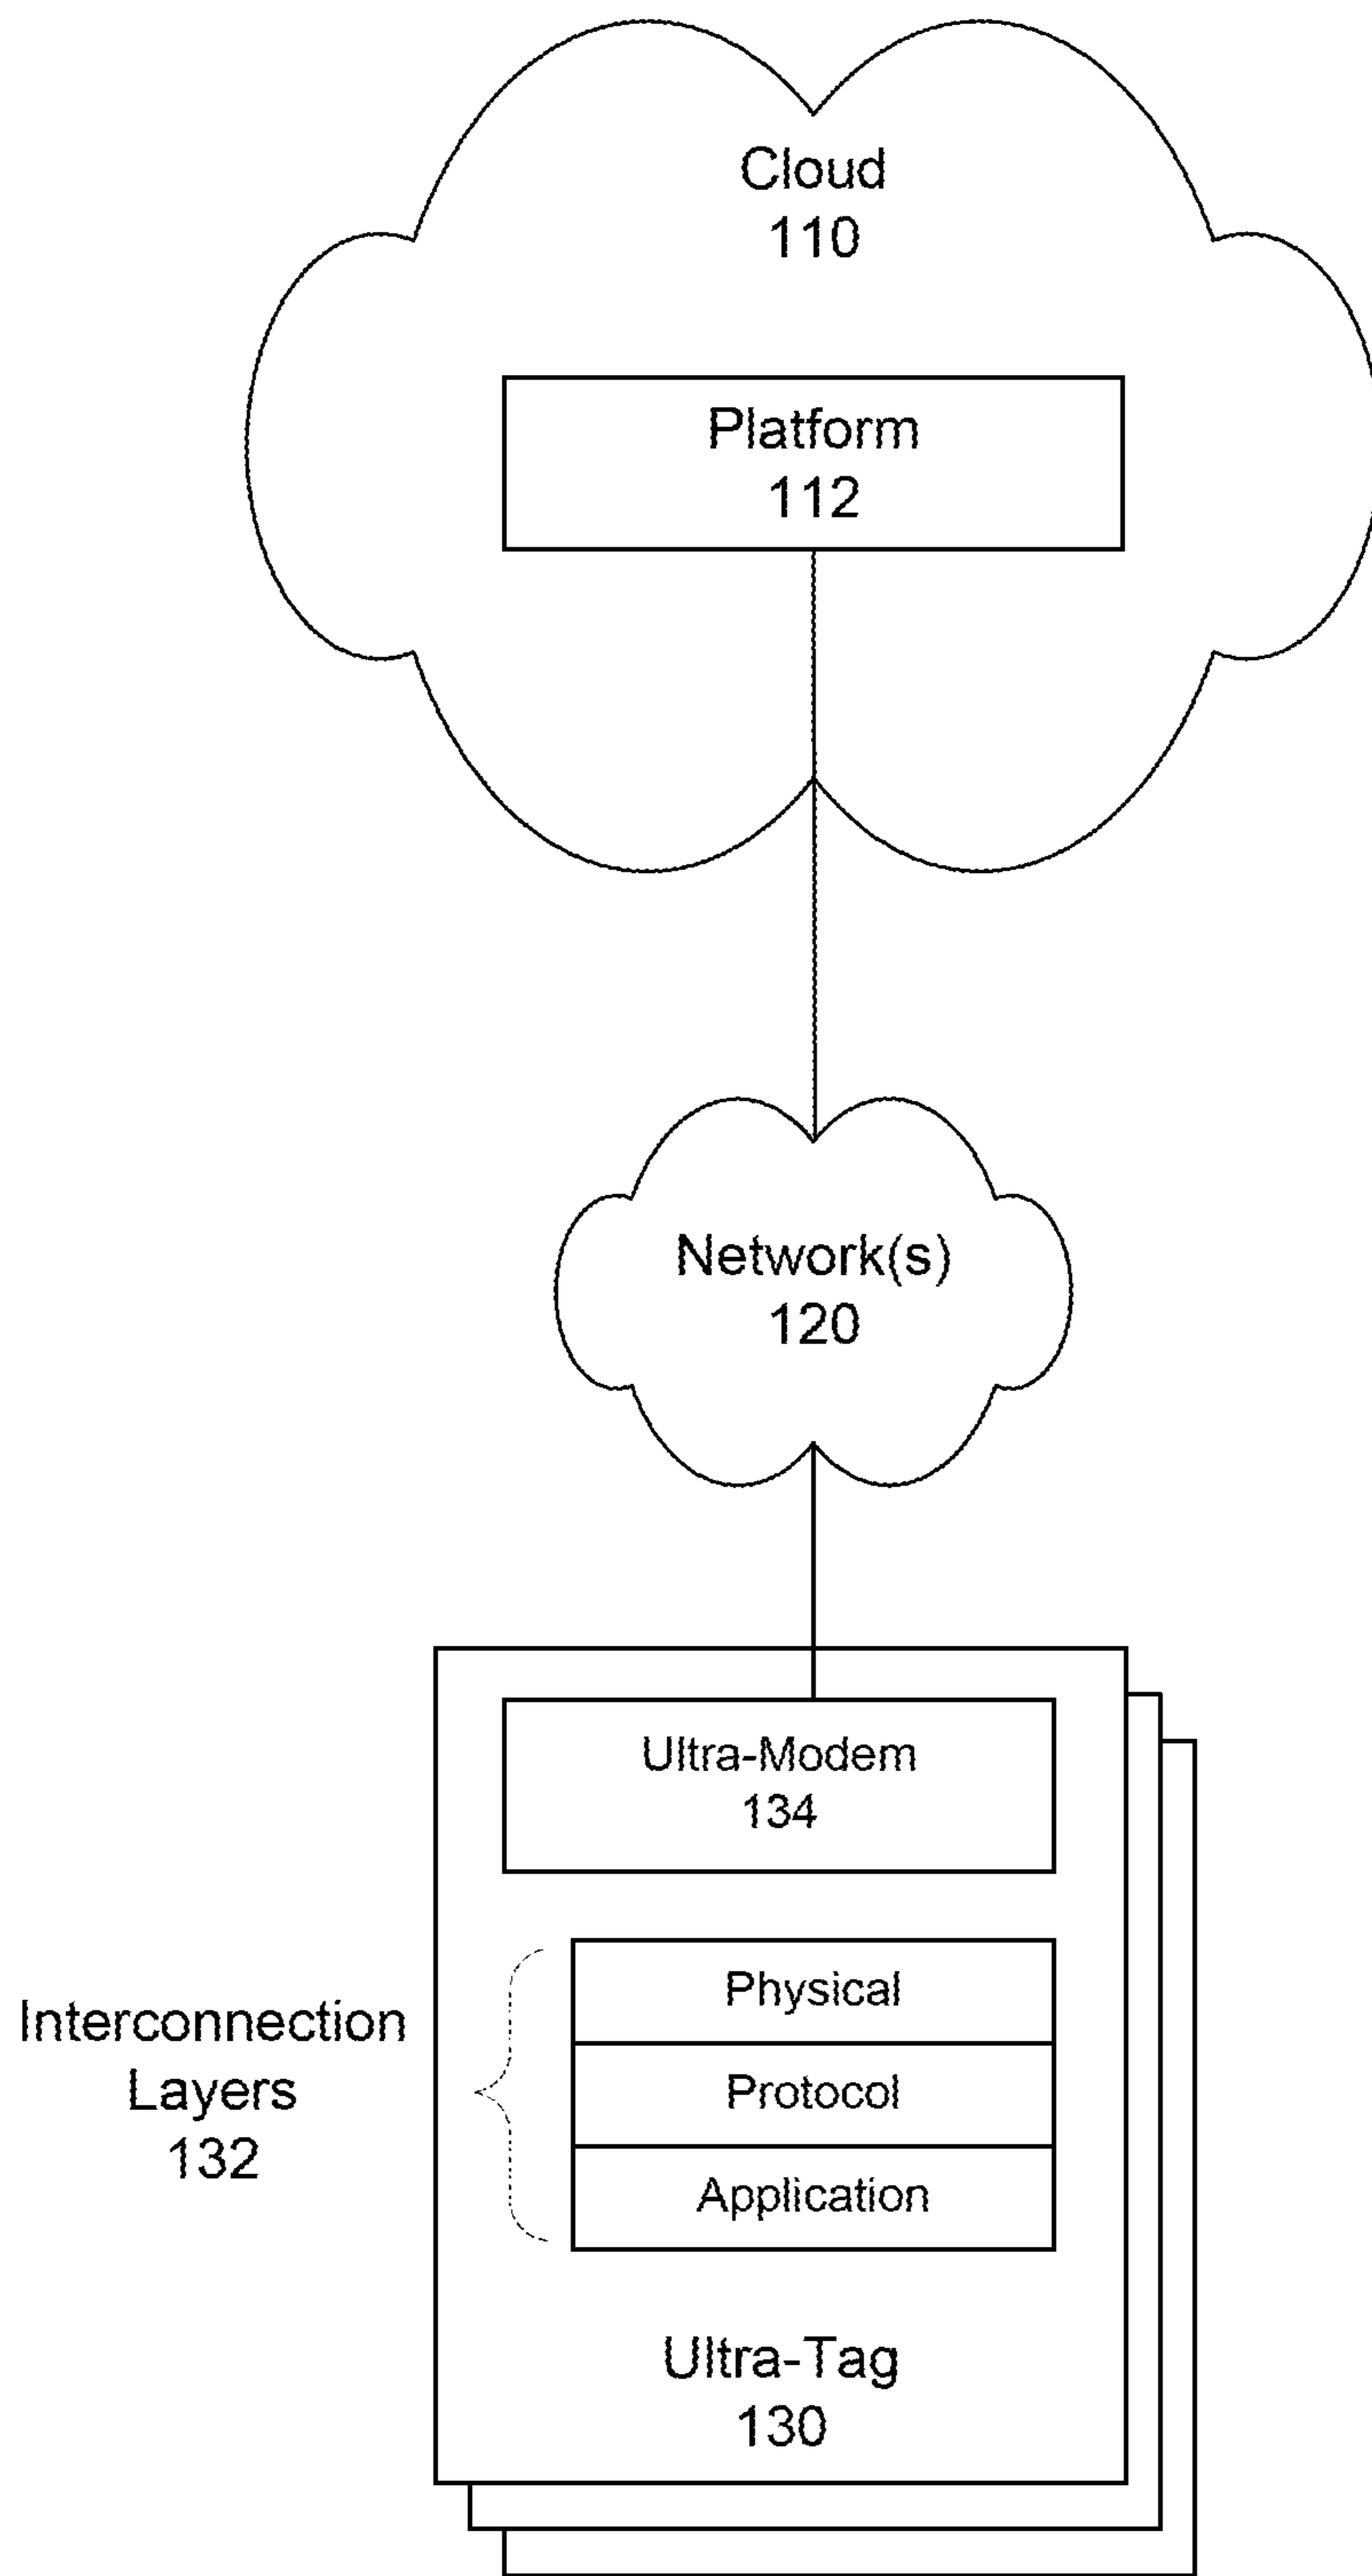 Cloud
110
Platform
112
Network(s)
120
Ultra-Modem
134
Interconnection
Layers
132
Physical
Protocol
Application
Ultra-Tag
130